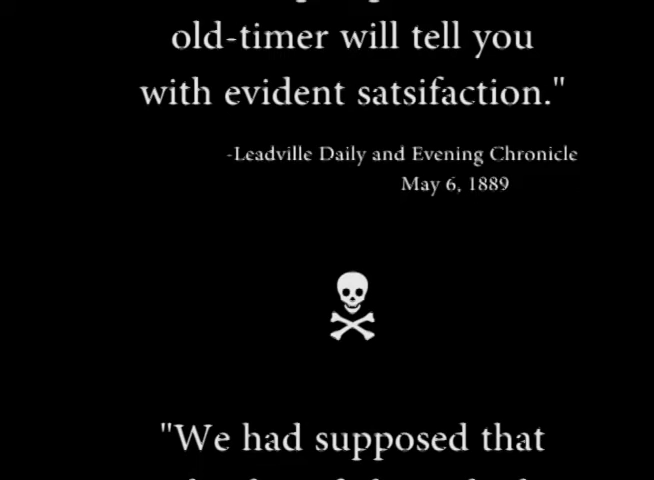 old-timer will tell you
with evident satsifaction."
-Leadville Daily and Evening Chronicle
May 6, 1889
"We had supposed that